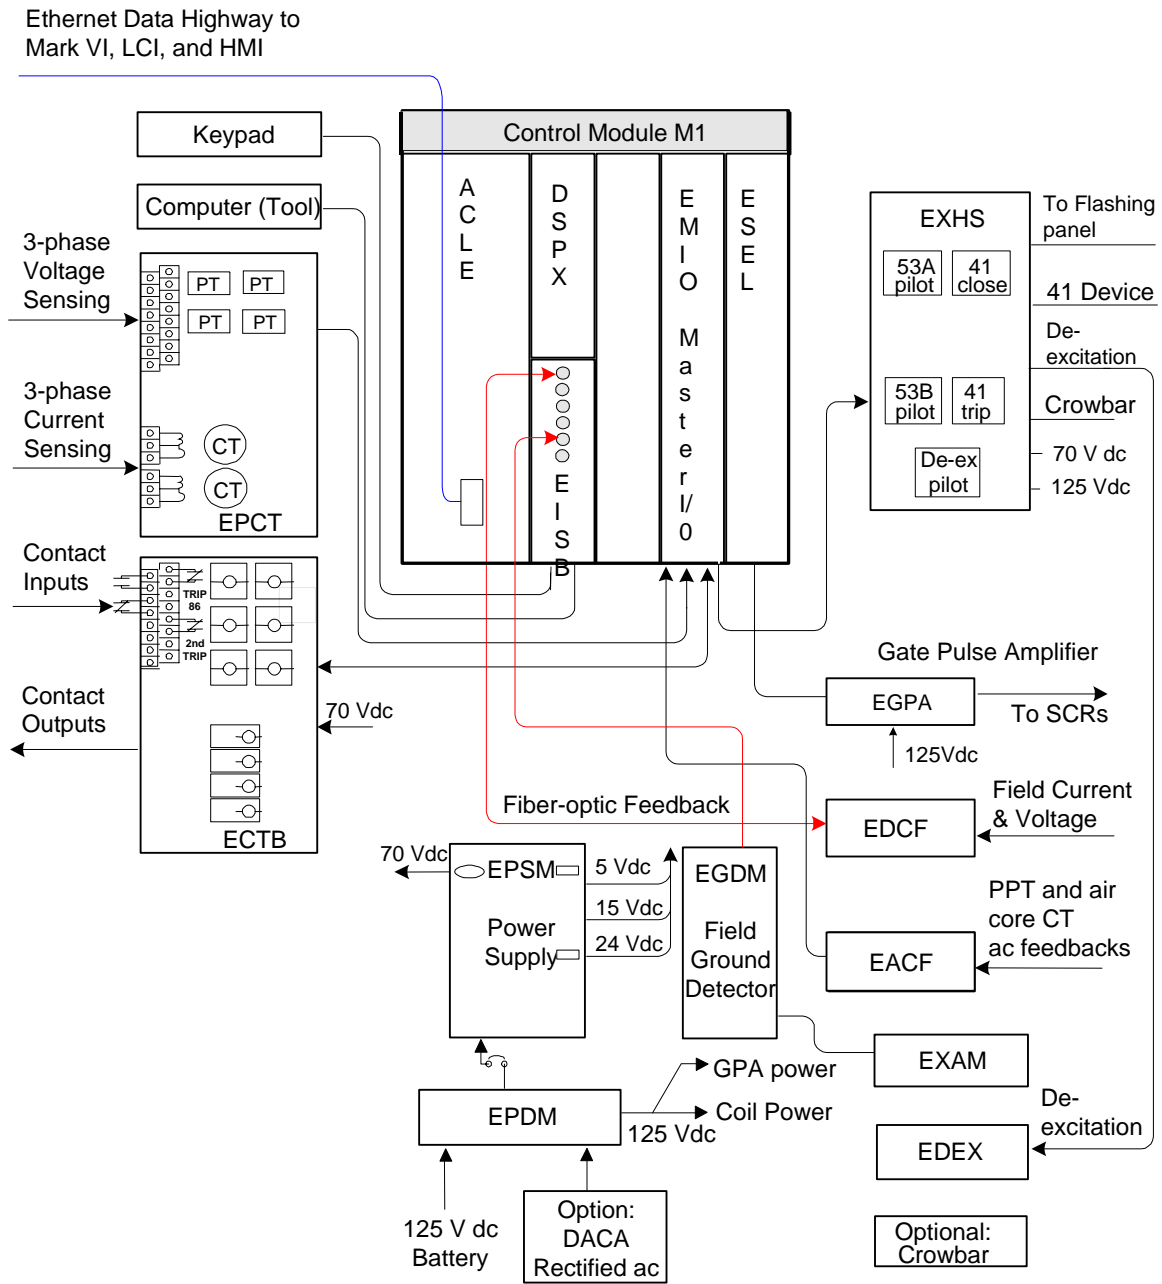 Ethernet Data Highway to
Mark VI, LCI, and HMI
Keypad
Computer (Tool)
Control Module M1
ACLE
DSPX
EMIO MasterI/0
ESEL
EISB
3-phase
Voltage
Sensing
PT
PT
PT
PT
3-phase
Current
Sensing
CT
CT
EPCT
Contact
Inputs
TRIP
86
2nd
TRIP
Contact
Outputs
70 Vdc
ECTB
EXHS
53A
pilot
41
close
53B
pilot
41
trip
De-ex
pilot
To Flashing
panel
41 Device
De-
excitation
Crowbar
70 V dc
125 Vdc
Gate Pulse Amplifier
EGPA
To SCRs
125Vdc
Fiber-optic Feedback
EDCF
Field Current
& Voltage
PPT and air
core CT
ac feedbacks
EACF
70 Vdc
EPSM
Power
Supply
5 Vdc
15 Vdc
24 Vdc
EGDM
Field
Ground
Detector
EXAM
GPA power
Coil Power
EPDM
125 Vdc
De-
excitation
EDEX
125 V dc
Battery
Option:
DACA
Rectified ac
Optional:
Crowbar